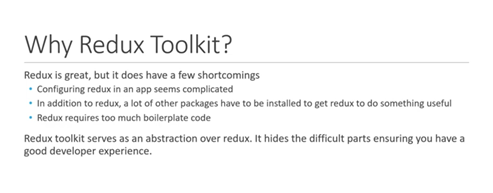 Why Redux Toolkit?
Redux is great, but it does have a few shortcomings
• Configuring redux in an app seems complicated
• In addition to redux, a lot of other packages have to be installed to get redux to do something useful
• Redux requires too much boilerplate code
Redux toolkit serves as an abstraction over redux. It hides the difficult parts ensuring you have a
good developer experience.